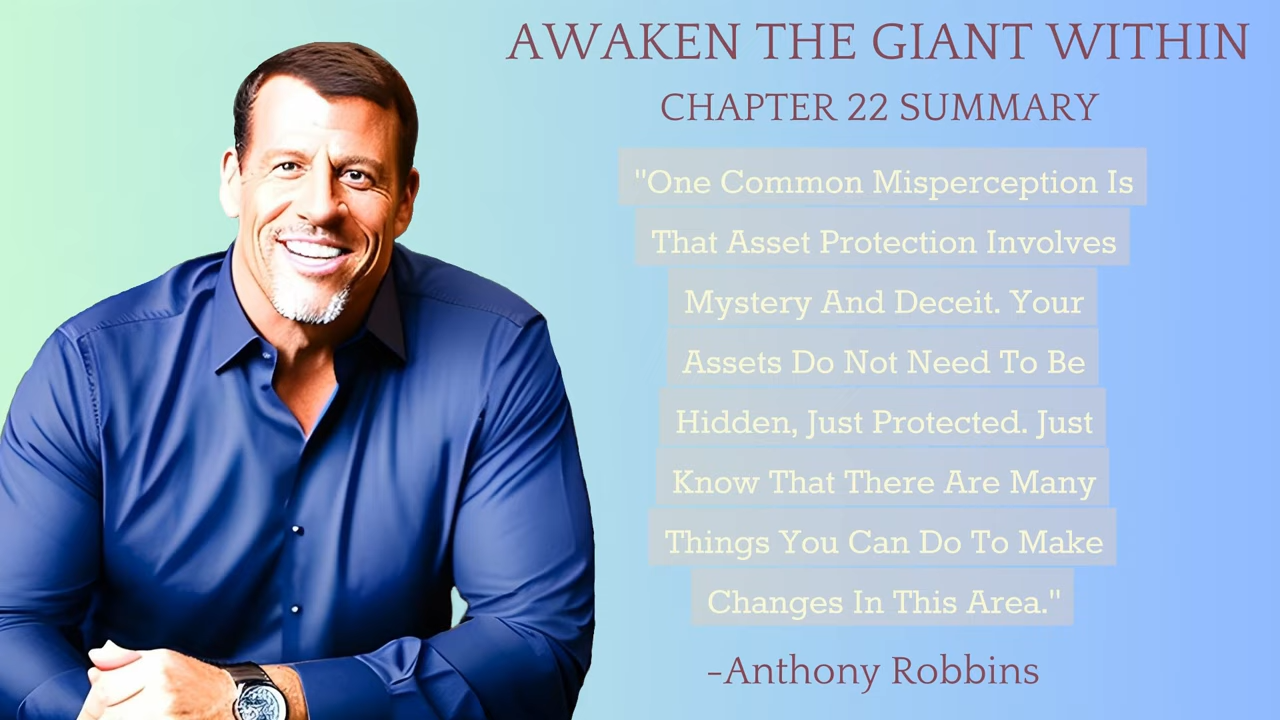 AWAKEN THE GIANT WITHIN
CHAPTER 22 SUMMARY
"One Common Misperception Is
That Asset Protection Involves
Mystery And Deceit. Your
Assets Do Not Need To Be
Hidden, Just Protected. Just
Know That There Are Many
Things You Can Do To Make
Changes In This Area."
-Anthony Robbins